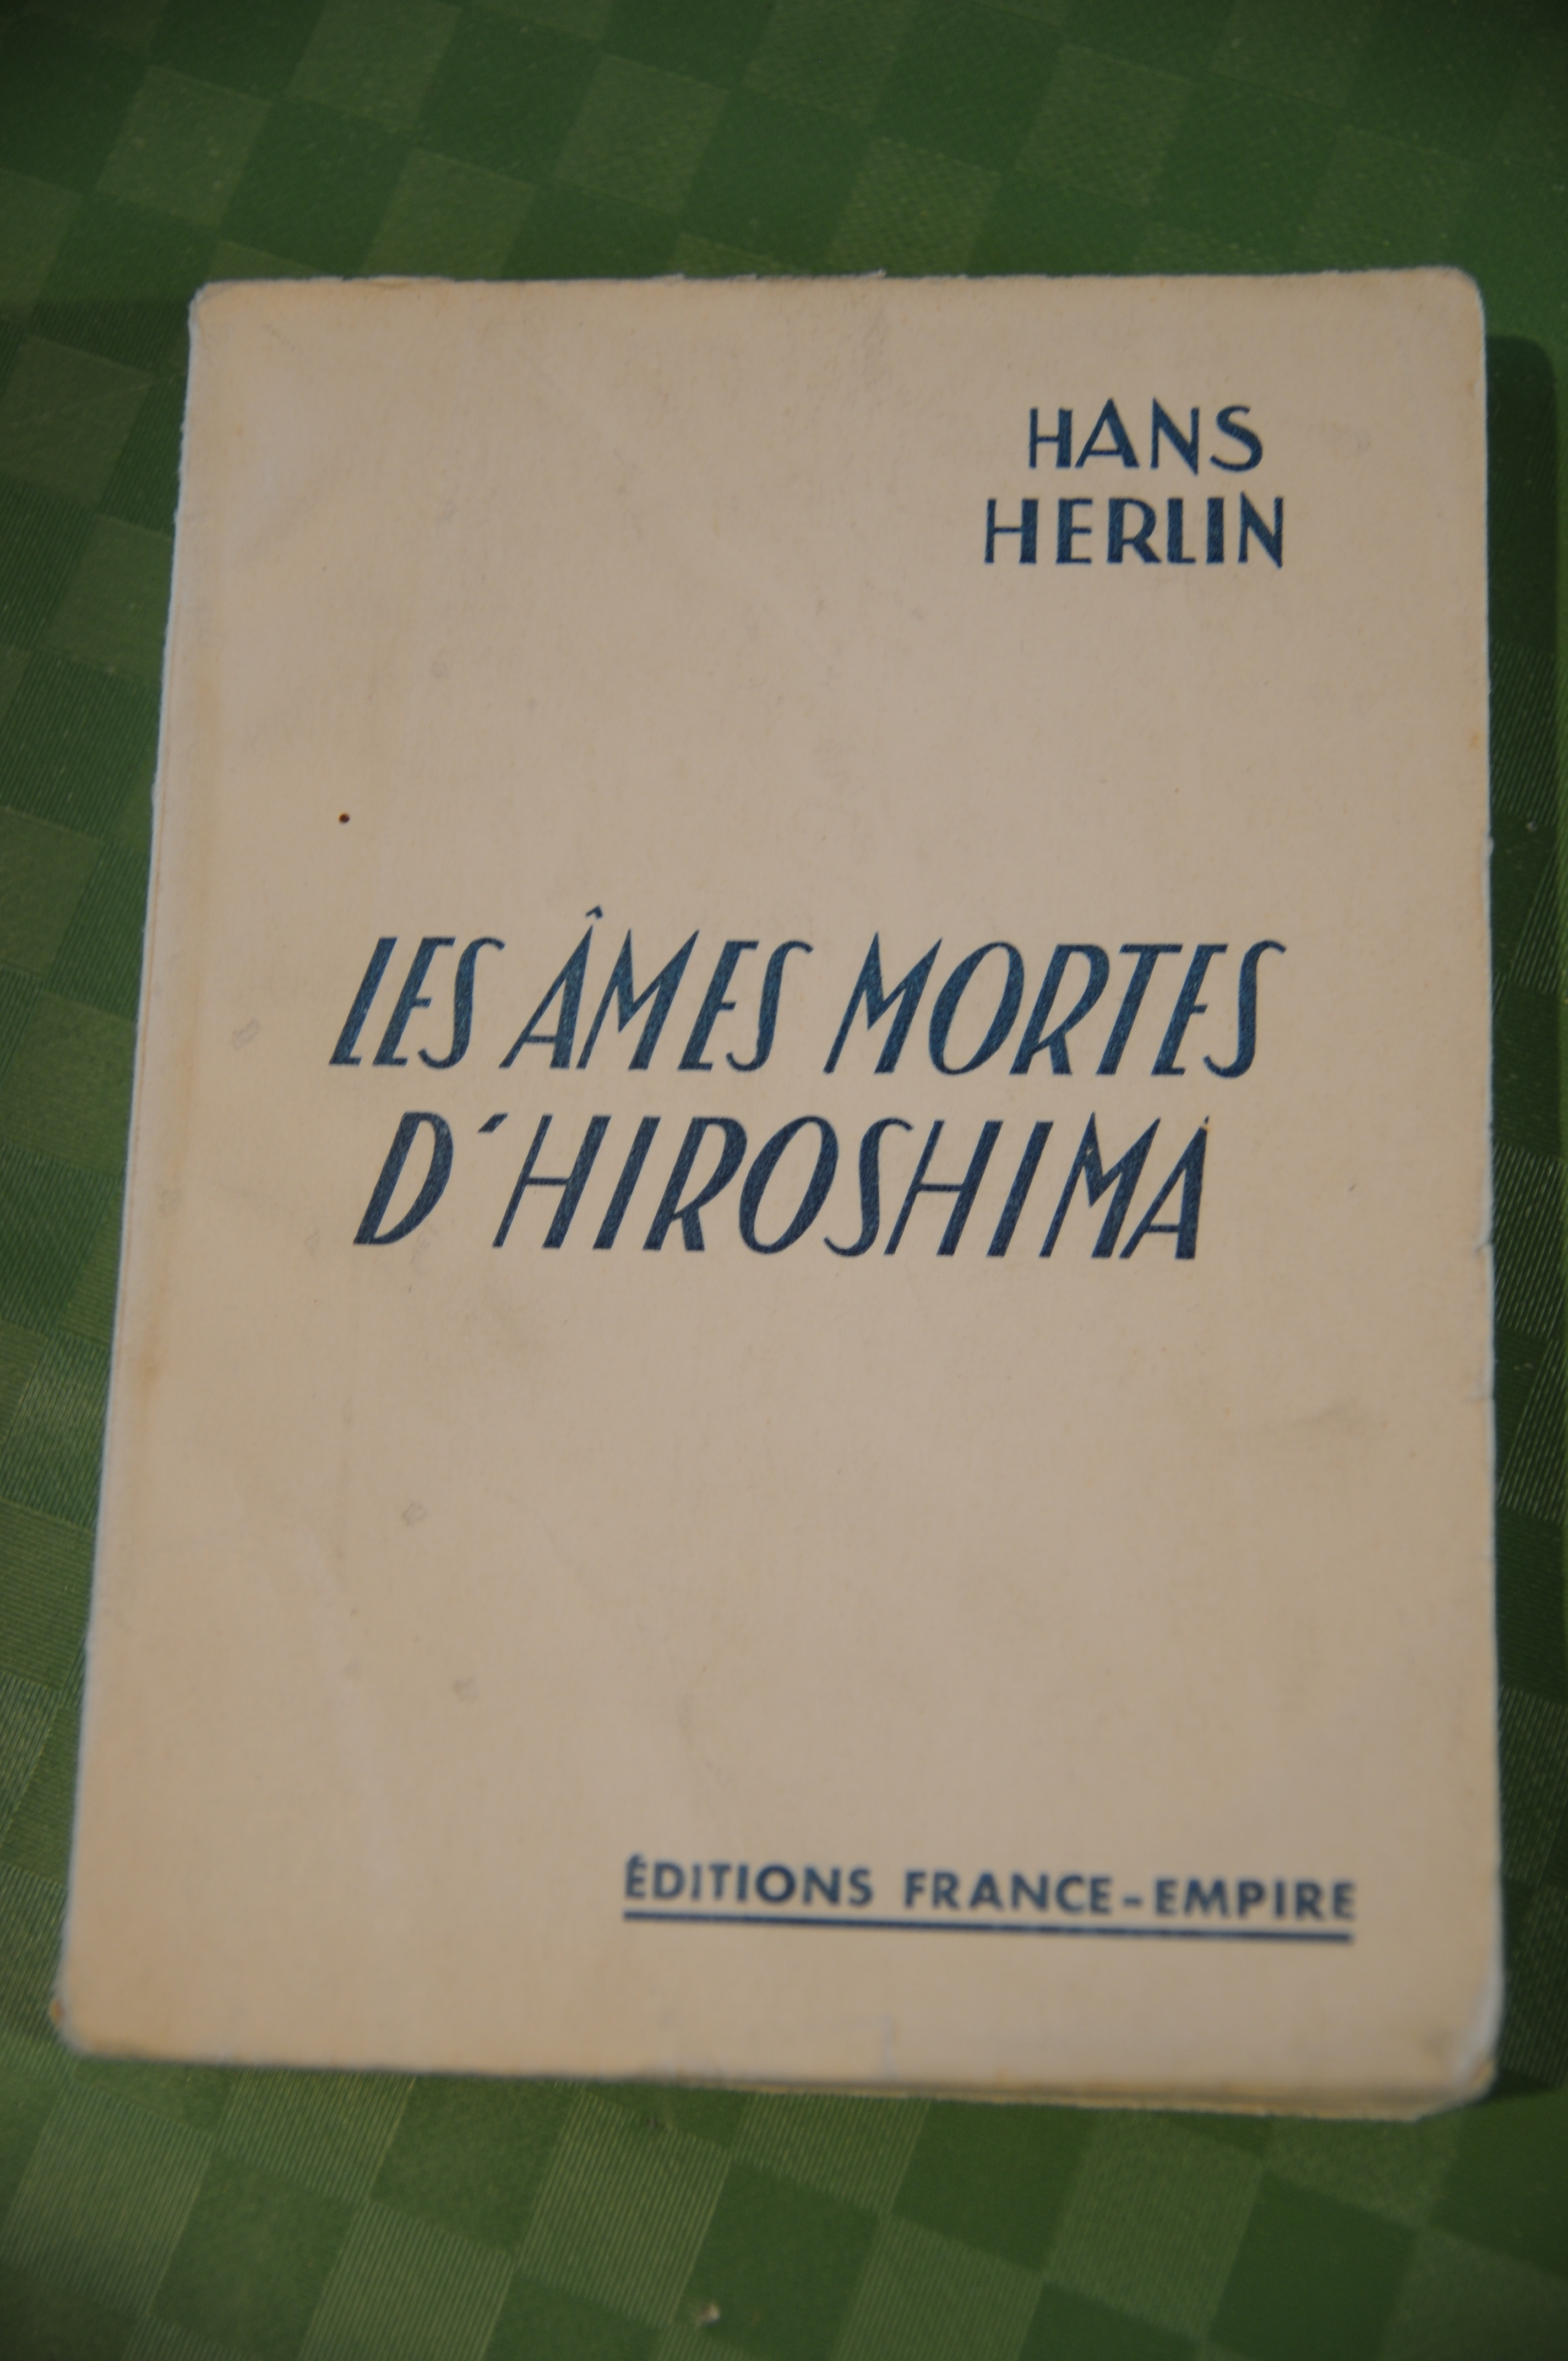 HANS
HERLIN
LES ÂMES MORTES
D'HIROSHIMA
ÉDITIONS FRANCE-EMPIRE